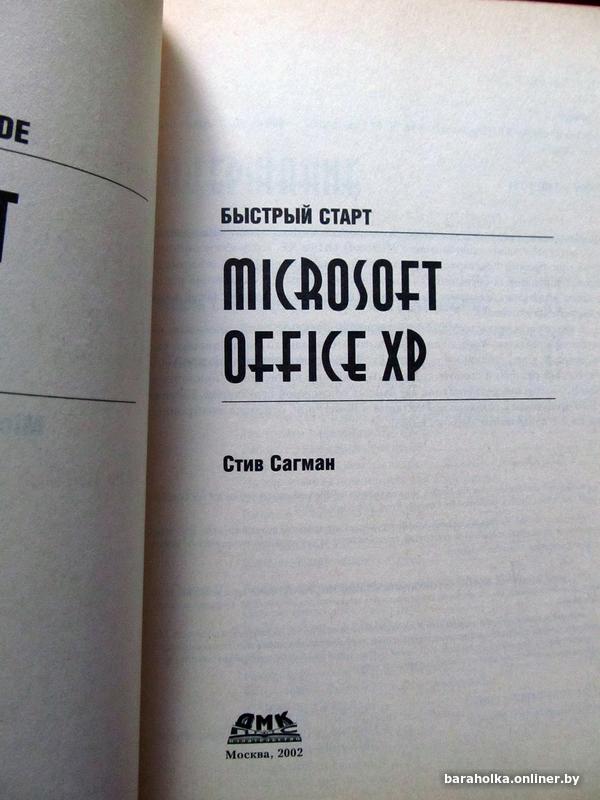 DE
T
БЫСТРЫЙ СТАРТ
MICROSOFT
OFFICE XP
Стив Сагман
ДМК
Москва, 2002
baraholka.onliner.by